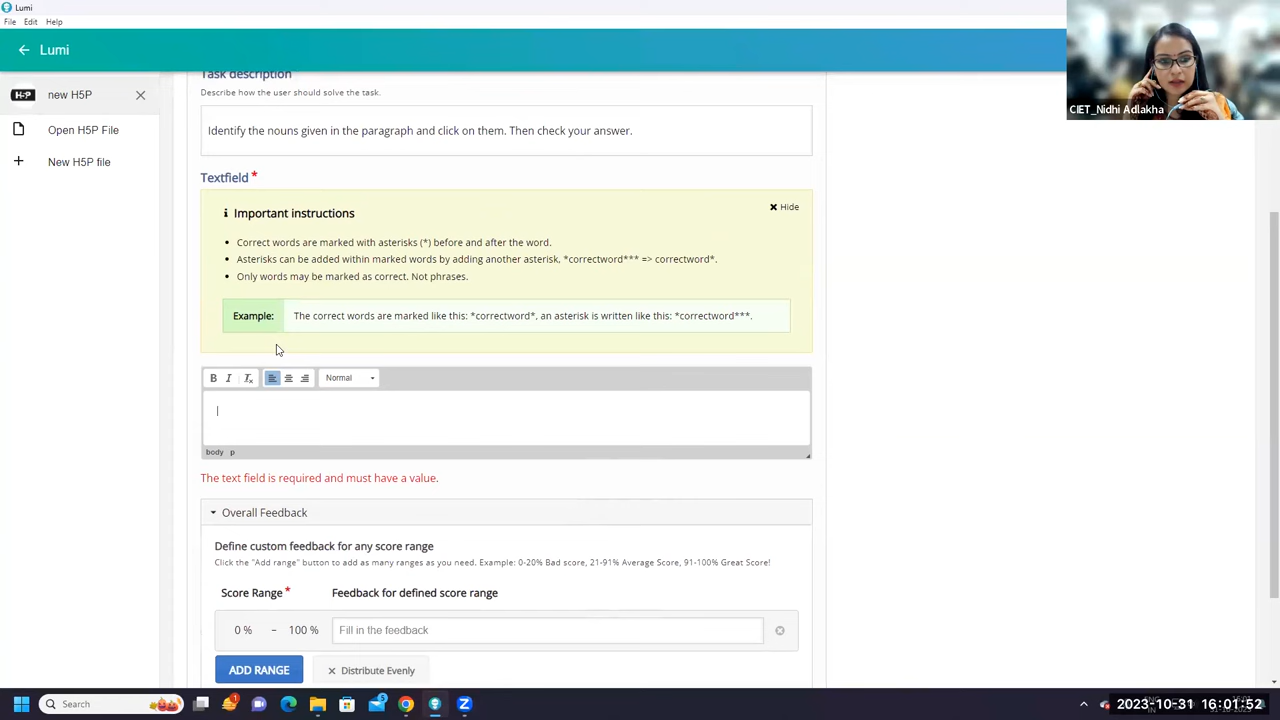 Lumi
File Edit Help
Lumi
H-P new H5P
Open H5P File
New H5P file
Task description
Describe how the user should solve the task.
Identify the nouns given in the paragraph and click on them. Then check your answer.
Textfield *
Important instructions
Hide
Correct words are marked with asterisks (*) before and after the word.
Asterisks can be added within marked words by adding another asterisk, *correctword*** => correctword*.
Only words may be marked as correct. Not phrases.
Example: The correct words are marked like this: *correctword*, an asterisk is written like this: *correctword***.
B I Tx Normal
body p
The text field is required and must have a value.
Overall Feedback
Define custom feedback for any score range
Click the "Add range" button to add as many ranges as you need. Example: 0-20% Bad score, 21-91% Average Score, 91-100% Great Score!
Score Range * Feedback for defined score range
0 % - 100 % Fill in the feedback
ADD RANGE Distribute Evenly
CIET_Nidhi Adlakha
Search
2023-10-31 16:01:52